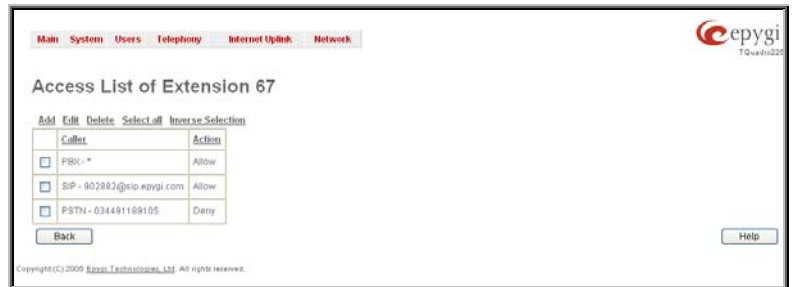 Main System Users Telephony Internet Uplink Network
epygi
TQuadro225
Access List of Extension 67
Add Edit Delete Select all Inverse Selection
Caller Action
PBX - * Allow
SIP - 902882@sip.epygi.com Allow
PSTN - 034491189105 Deny
Back Help
Copyright (C) 2005 Epygi Technologies, Ltd. All rights reserved.